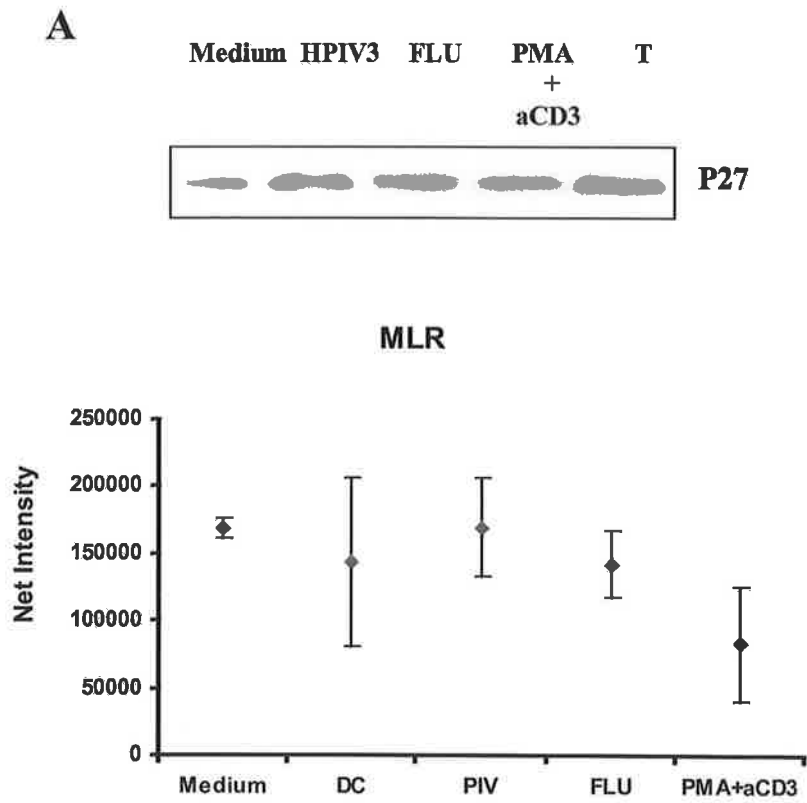 A
Medium HPIV3 FLU PMA + aCD3 T
P27
MLR
Net Intensity
250000
200000
150000
100000
50000
0
Medium DC PIV FLU PMA+aCD3